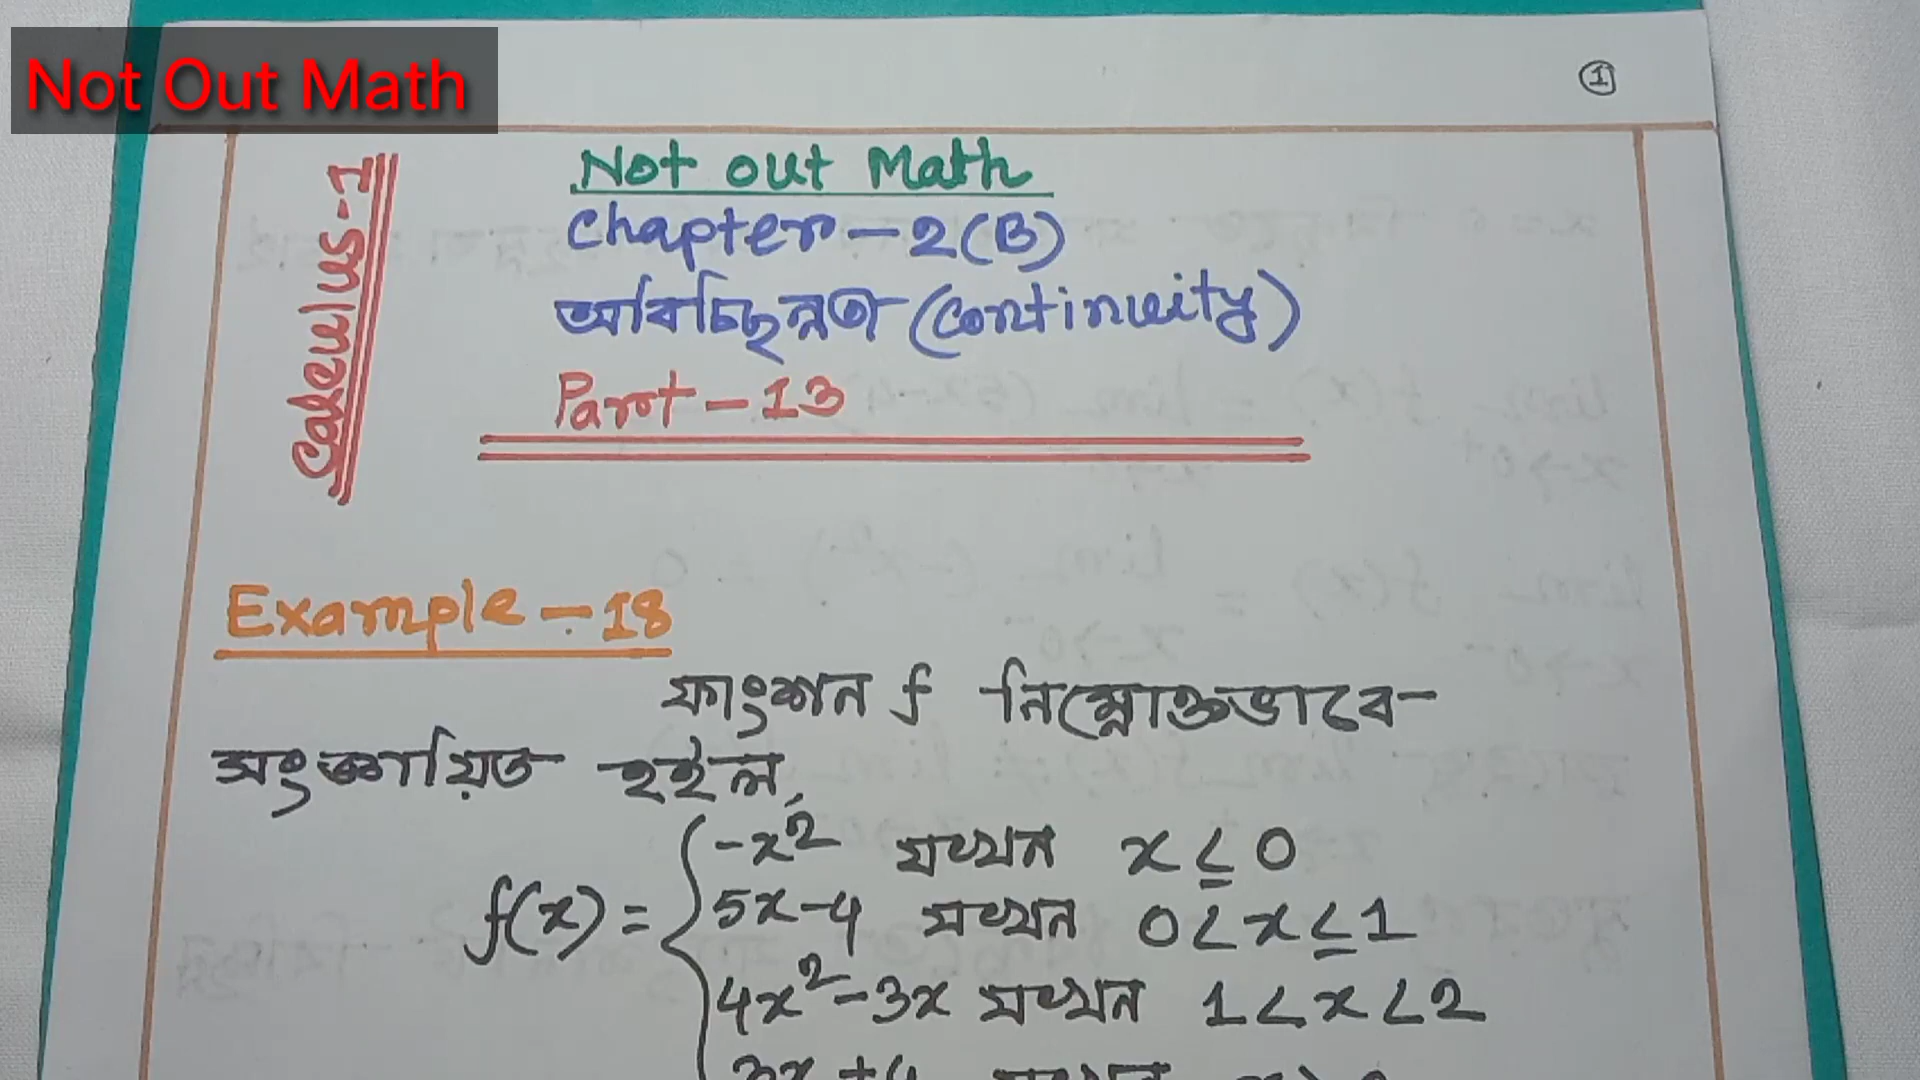 Not Out Math
①
Calculus-1
Not out Math
Chapter-2(B)
অবিচ্ছিন্নতা (Continuity)
Part-13
Example-18
ফাংশন f নিম্নোক্তভাবে
সংজ্ঞায়িত হইল,
-x² যখন x ≤ 0
f(x) = 5x-4 যখন 0 < x ≤ 1
4x²-3x যখন 1 < x < 2